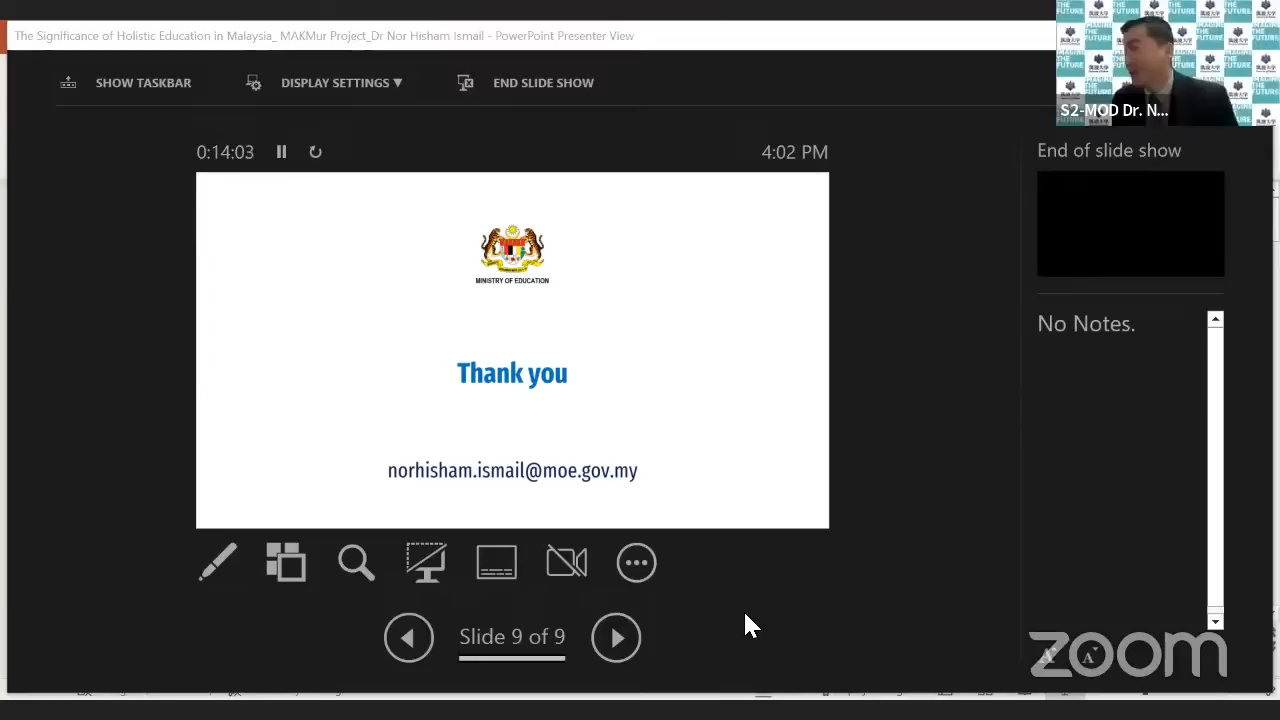 The Significance of Holistic Education in Malaysia_ MAKMur Project_Dr Nor Hisham Ismail - PowerPoint Presenter View
SHOW TASKBAR
DISPLAY SETTINGS
END SLIDE SHOW
THE FUTURE.
S2-MOD Dr. N...
0:14:03
4:02 PM
End of slide show
MINISTRY OF EDUCATION
Thank you
norhisham.ismail@moe.gov.my
No Notes.
Slide 9 of 9
A A
zoom